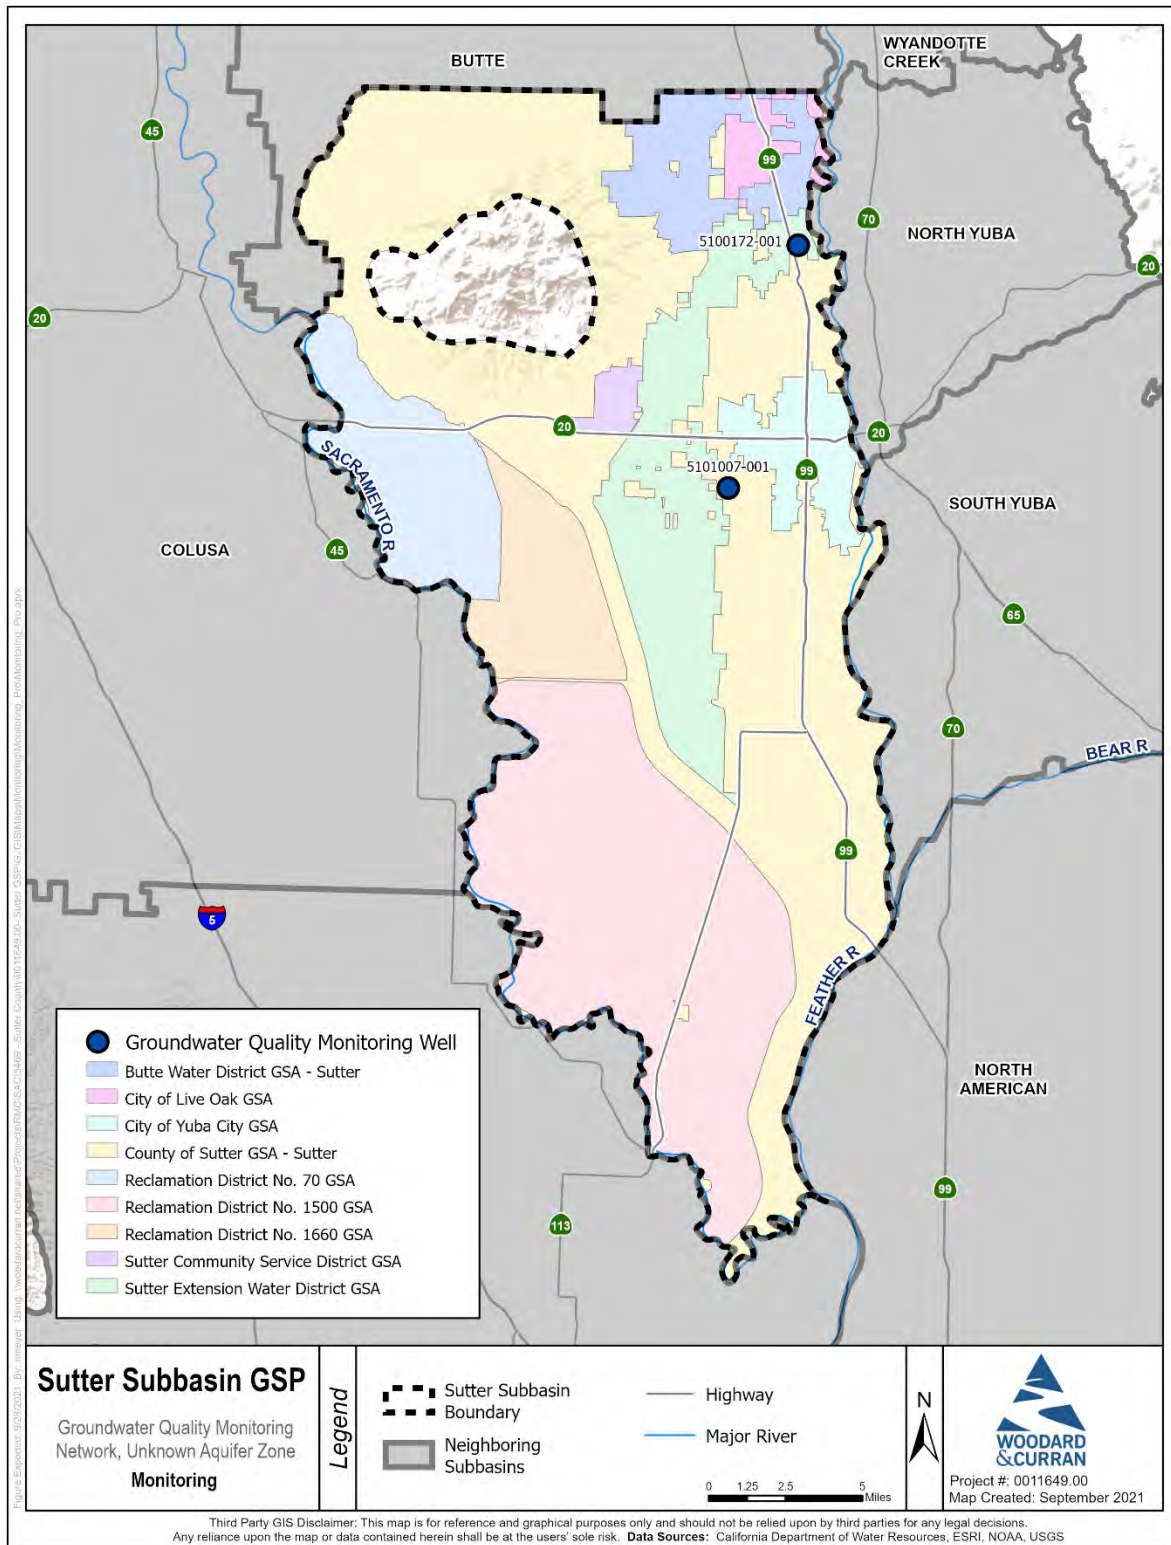 BUTTE
WYANDOTTE
CREEK
45
99
70
NORTH YUBA
5100172-001
20
20
20
20
SACRAMENTO R
5101007-001
99
SOUTH YUBA
COLUSA
45
65
70
BEAR R
99
5
FEATHER R
NORTH
AMERICAN
99
113
Groundwater Quality Monitoring Well
Butte Water District GSA - Sutter
City of Live Oak GSA
City of Yuba City GSA
County of Sutter GSA - Sutter
Reclamation District No. 70 GSA
Reclamation District No. 1500 GSA
Reclamation District No. 1660 GSA
Sutter Community Service District GSA
Sutter Extension Water District GSA
Sutter Subbasin GSP
Groundwater Quality Monitoring
Network, Unknown Aquifer Zone
Monitoring
Legend
Sutter Subbasin
Boundary
Neighboring
Subbasins
Highway
Major River
N
0 1.25 2.5 5
Miles
WOODARD
&CURRAN
Project #: 0011649.00
Map Created: September 2021
Third Party GIS Disclaimer: This map is for reference and graphical purposes only and should not be relied upon by third parties for any legal decisions.
Any reliance upon the map or data contained herein shall be at the users' sole risk. Data Sources: California Department of Water Resources, ESRI, NOAA, USGS